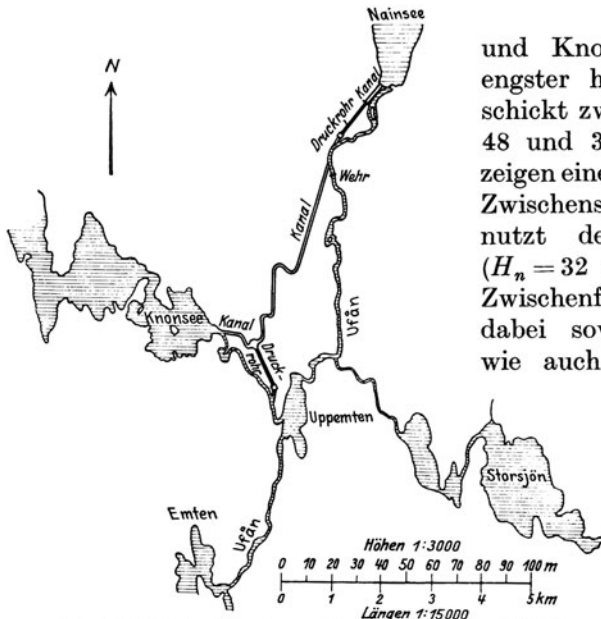 Nainsee
N
Druckrohr Kanal
Wehr
Kanal
Ufån
Knonsee
Kanal
Druck-
rohr
Uppemten
Storsjön
Emten
Ufån
Höhen 1:3000
0 10 20 30 40 50 60 70 80 90 100 m
0 1 2 3 4 5 km
Längen 1:15000
und Kno
engster h
schickt zw
48 und 3
zeigen eine
Zwischens
nutzt de
(Hₙ = 32
Zwischenf
dabei sow
wie auch